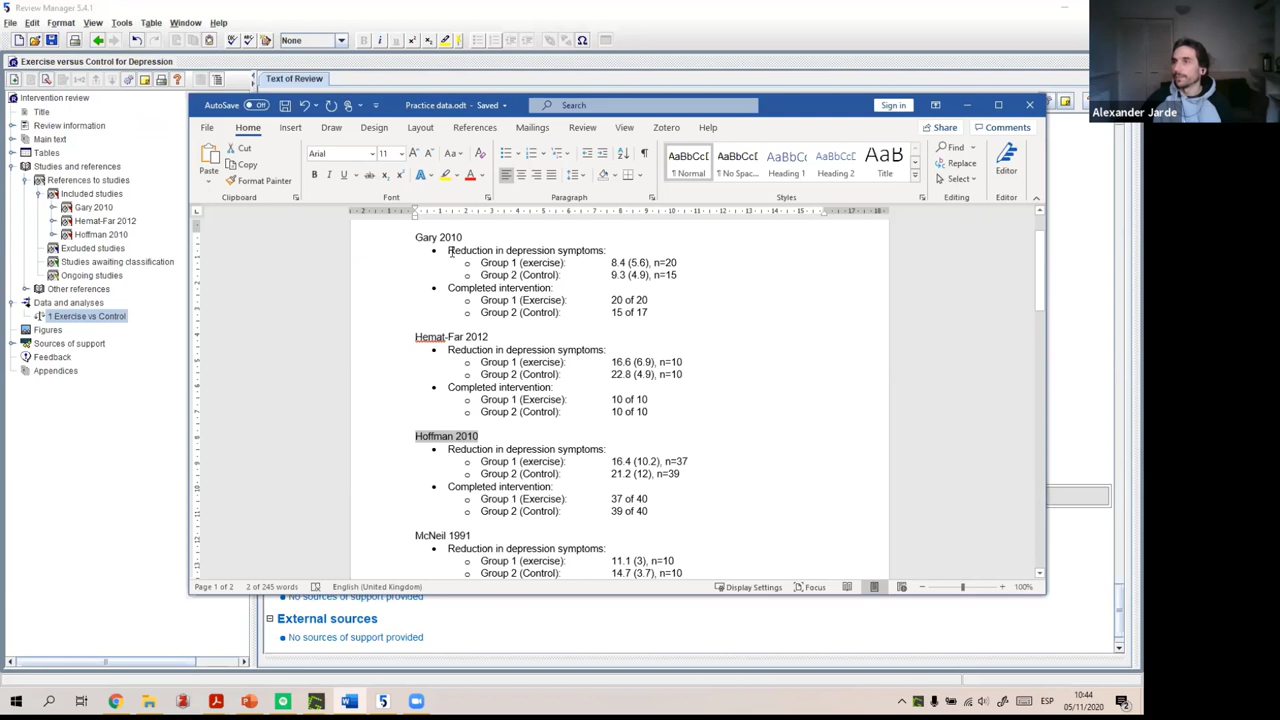 Review Manager 5.4.1
File Edit Format View Tools Table Window Help
None
Exercise versus Control for Depression
Text of Review
Intervention review
Title
Review information
Main text
Tables
Studies and references
References to studies
Included studies
Gary 2010
Hemat-Far 2012
Hoffman 2010
Excluded studies
Studies awaiting classification
Ongoing studies
Other references
Data and analyses
1 Exercise vs Control
Figures
Sources of support
Feedback
Appendices
Alexander Jarde
AutoSave Off
Practice data.odt - Saved
Search
Sign in
File Home Insert Draw Design Layout References Mailings Review View Zotero Help
Share Comments
Paste
Cut
Copy
Format Painter
Clipboard
Arial 11
Font
Paragraph
AaBbCcI AaBbCcI AaBbCc AaBbCcD AaB
¶ Normal ¶ No Spac... Heading 1 Heading 2 Title
Styles
Find
Replace
Select
Editing
Editor
Editor
Gary 2010
Reduction in depression symptoms:
Group 1 (exercise): 8.4 (5.6), n=20
Group 2 (Control): 9.3 (4.9), n=15
Completed intervention:
Group 1 (Exercise): 20 of 20
Group 2 (Control): 15 of 17
Hemat-Far 2012
Reduction in depression symptoms:
Group 1 (exercise): 16.6 (6.9), n=10
Group 2 (Control): 22.8 (4.9), n=10
Completed intervention:
Group 1 (Exercise): 10 of 10
Group 2 (Control): 10 of 10
Hoffman 2010
Reduction in depression symptoms:
Group 1 (exercise): 16.4 (10.2), n=37
Group 2 (Control): 21.2 (12), n=39
Completed intervention:
Group 1 (Exercise): 37 of 40
Group 2 (Control): 39 of 40
McNeil 1991
Reduction in depression symptoms:
Group 1 (exercise): 11.1 (3), n=10
Group 2 (Control): 14.7 (3.7), n=10
Page 1 of 2 2 of 245 words English (United Kingdom) Display Settings Focus 100%
No sources of support provided
External sources
No sources of support provided
ESP
10:44
05/11/2020